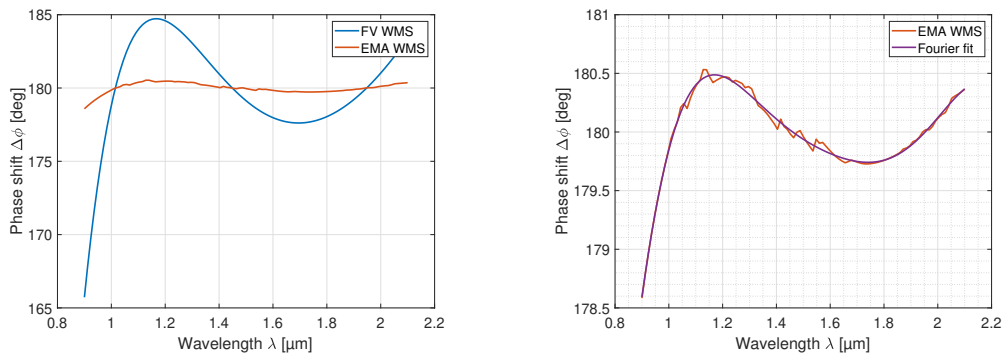 185
180
175
170
165
0.8 1 1.2 1.4 1.6 1.8 2 2.2
Wavelength λ [μm]
Phase shift Δϕ [deg]
FV WMS
EMA WMS
181
180.5
180
179.5
179
178.5
0.8 1 1.2 1.4 1.6 1.8 2 2.2
Wavelength λ [μm]
Phase shift Δϕ [deg]
EMA WMS
Fourier fit